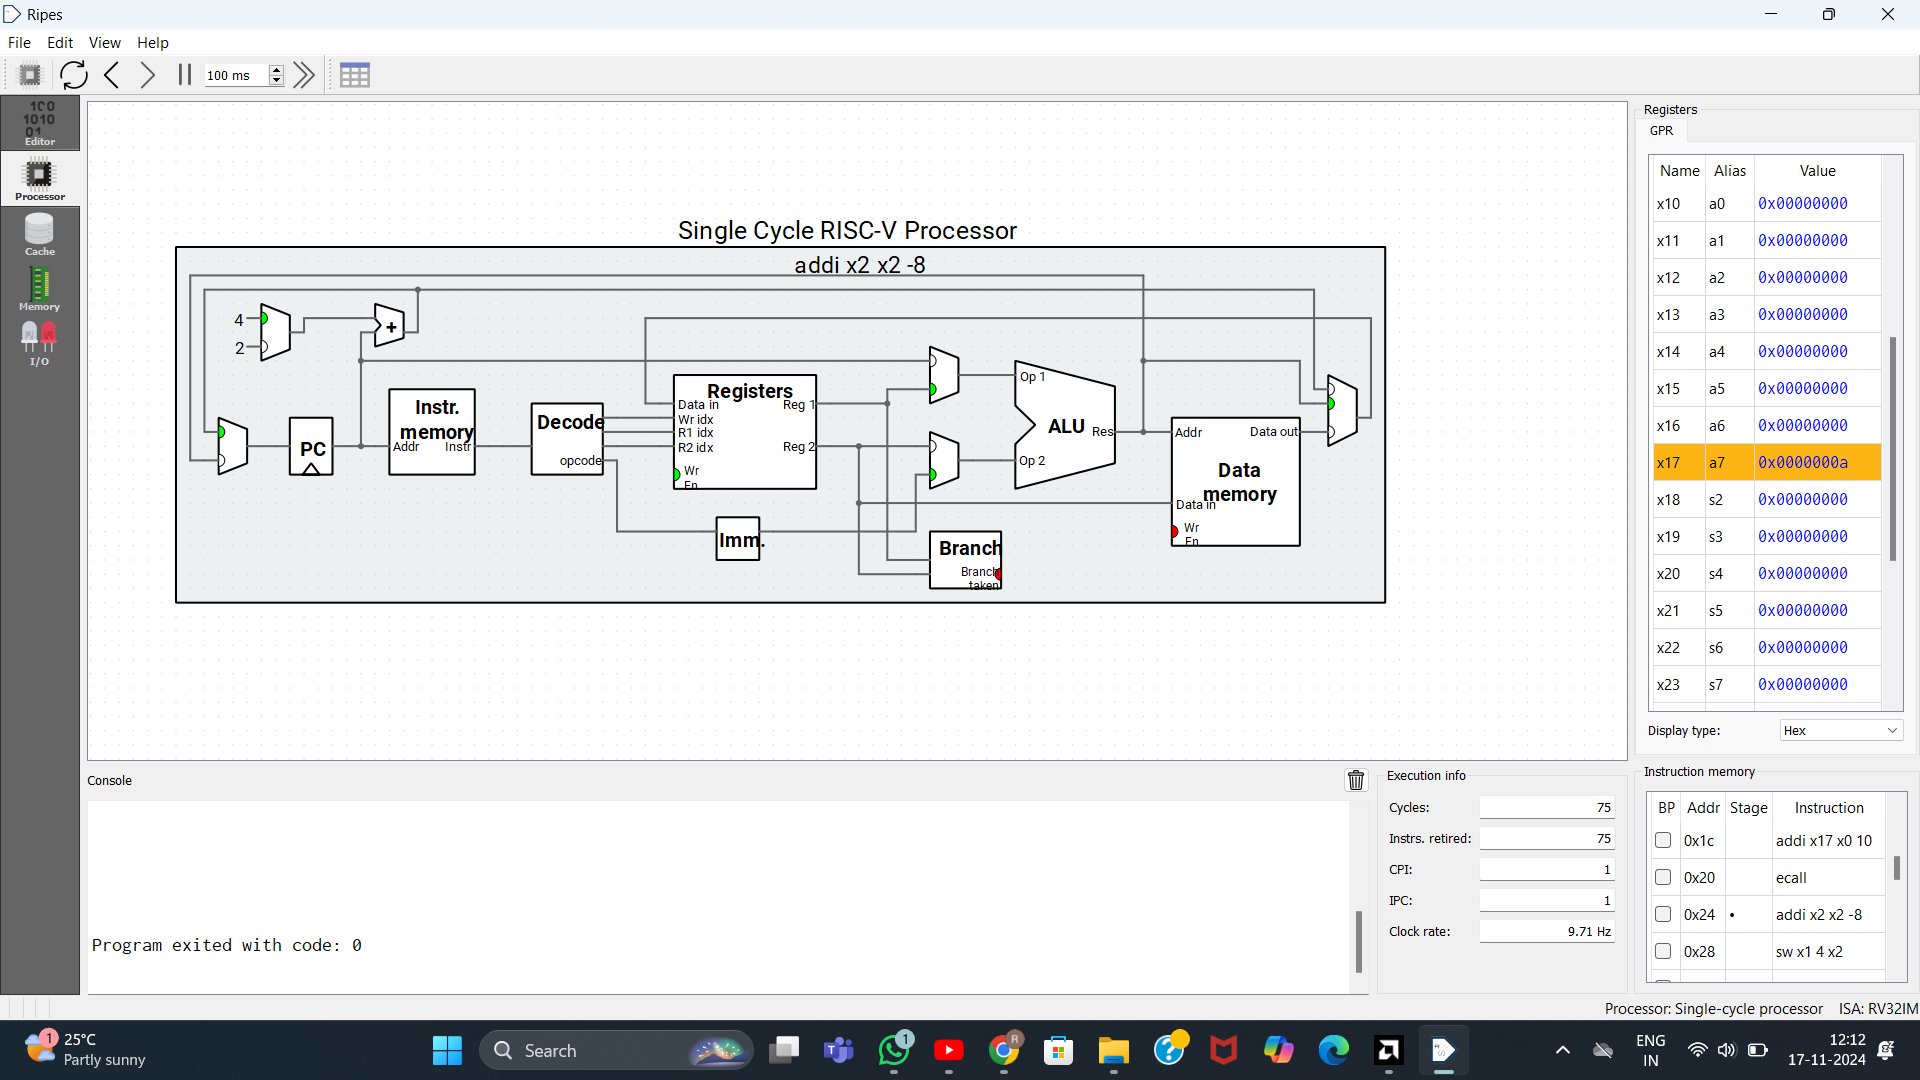 Ripes
File Edit View Help
100 ms
100
1010
01
Editor
Processor
Cache
Memory
I/O
Single Cycle RISC-V Processor
addi x2 x2 -8
4
2
+
PC
Instr.
memory
Addr Instr
Decode
opcode
Registers
Data in Reg 1
Wr idx
R1 idx
R2 idx Reg 2
Wr
En
Imm.
Op 1
ALU Res
Op 2
Branch
Branch
taken
Addr Data out
Data
memory
Data in
Wr
En
Registers
GPR
Name Alias Value
x10 a0 0x00000000
x11 a1 0x00000000
x12 a2 0x00000000
x13 a3 0x00000000
x14 a4 0x00000000
x15 a5 0x00000000
x16 a6 0x00000000
x17 a7 0x0000000a
x18 s2 0x00000000
x19 s3 0x00000000
x20 s4 0x00000000
x21 s5 0x00000000
x22 s6 0x00000000
x23 s7 0x00000000
Display type: Hex
Console
Program exited with code: 0
Execution info
Cycles: 75
Instrs. retired: 75
CPI: 1
IPC: 1
Clock rate: 9.71 Hz
Instruction memory
BP Addr Stage Instruction
0x1c addi x17 x0 10
0x20 ecall
0x24 • addi x2 x2 -8
0x28 sw x1 4 x2
Processor: Single-cycle processor ISA: RV32IM
1
25°C
Partly sunny
Search
1
R
ENG
IN
12:12
17-11-2024